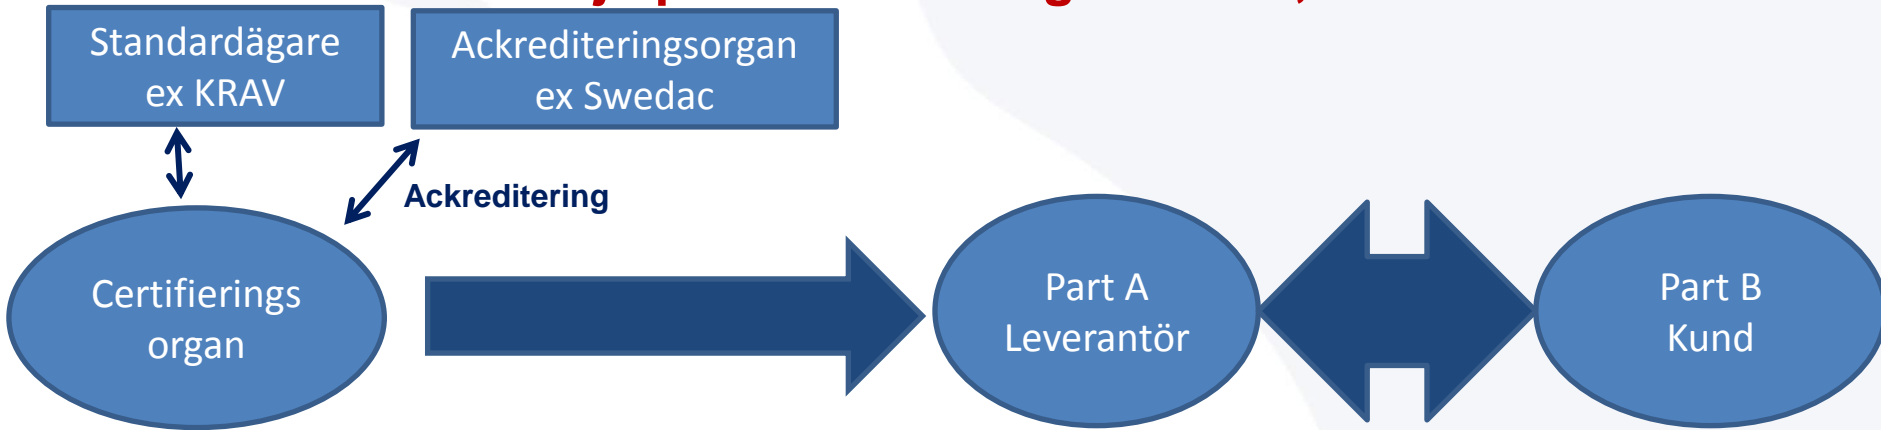 Standardägare
ex KRAV
Ackrediteringsorgan
ex Swedac
Ackreditering
Certifierings
organ
Part A
Leverantör
Part B
Kund